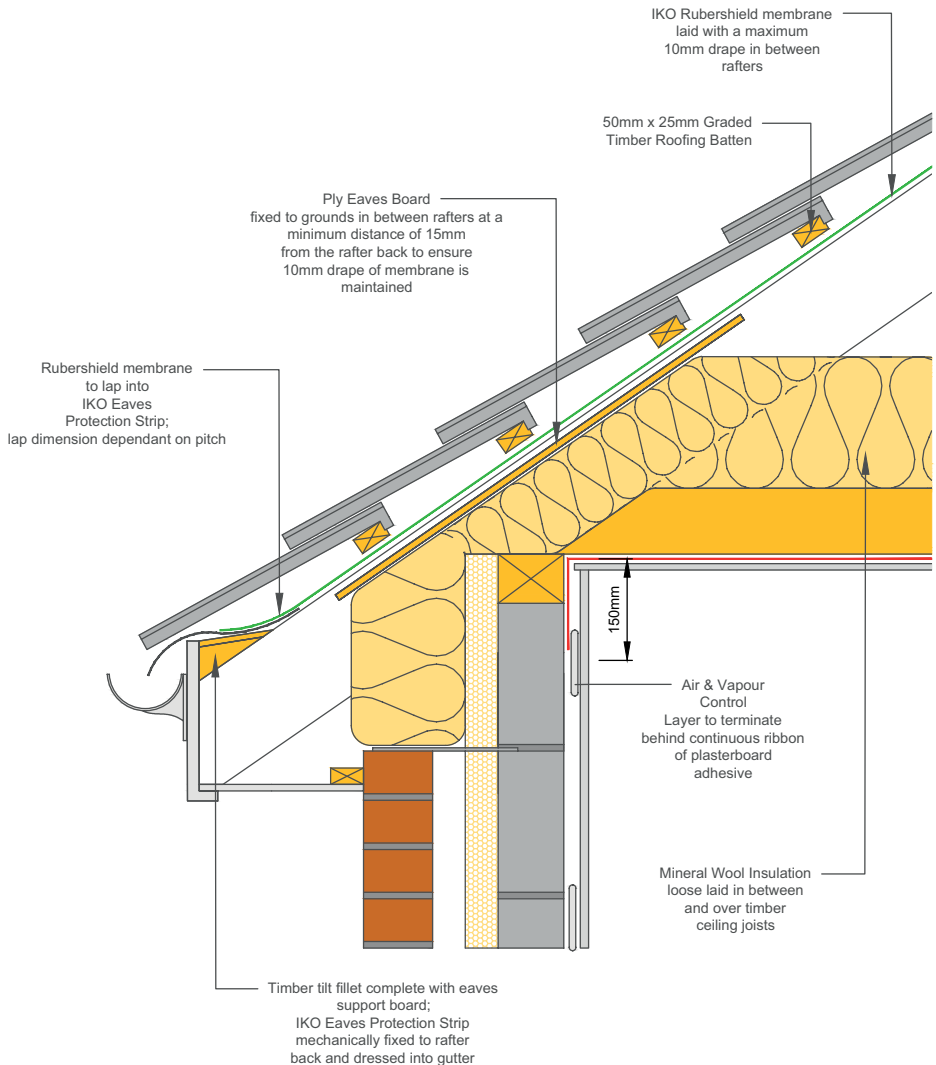 IKO Rubershield membrane
laid with a maximum
10mm drape in between
rafters
50mm x 25mm Graded
Timber Roofing Batten
Ply Eaves Board
fixed to grounds in between rafters at a
minimum distance of 15mm
from the rafter back to ensure
10mm drape of membrane is
maintained
Rubershield membrane
to lap into
IKO Eaves
Protection Strip;
lap dimension dependant on pitch
150mm
Air & Vapour
Control
Layer to terminate
behind continuous ribbon
of plasterboard
adhesive
Mineral Wool Insulation
loose laid in between
and over timber
ceiling joists
Timber tilt fillet complete with eaves
support board;
IKO Eaves Protection Strip
mechanically fixed to rafter
back and dressed into gutter